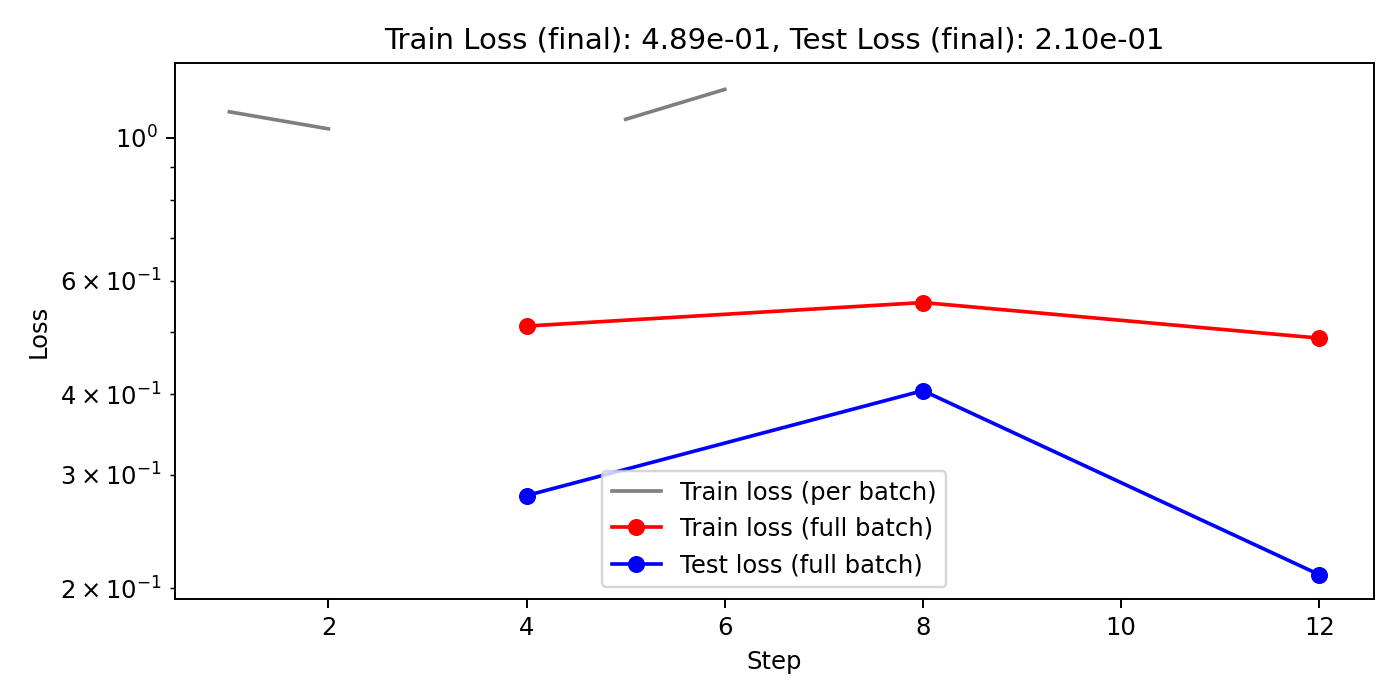 Train Loss (final): 4.89e-01, Test Loss (final): 2.10e-01
Loss
10⁰
6 × 10⁻¹
4 × 10⁻¹
3 × 10⁻¹
2 × 10⁻¹
Train loss (per batch)
Train loss (full batch)
Test loss (full batch)
2 4 6 8 10 12
Step